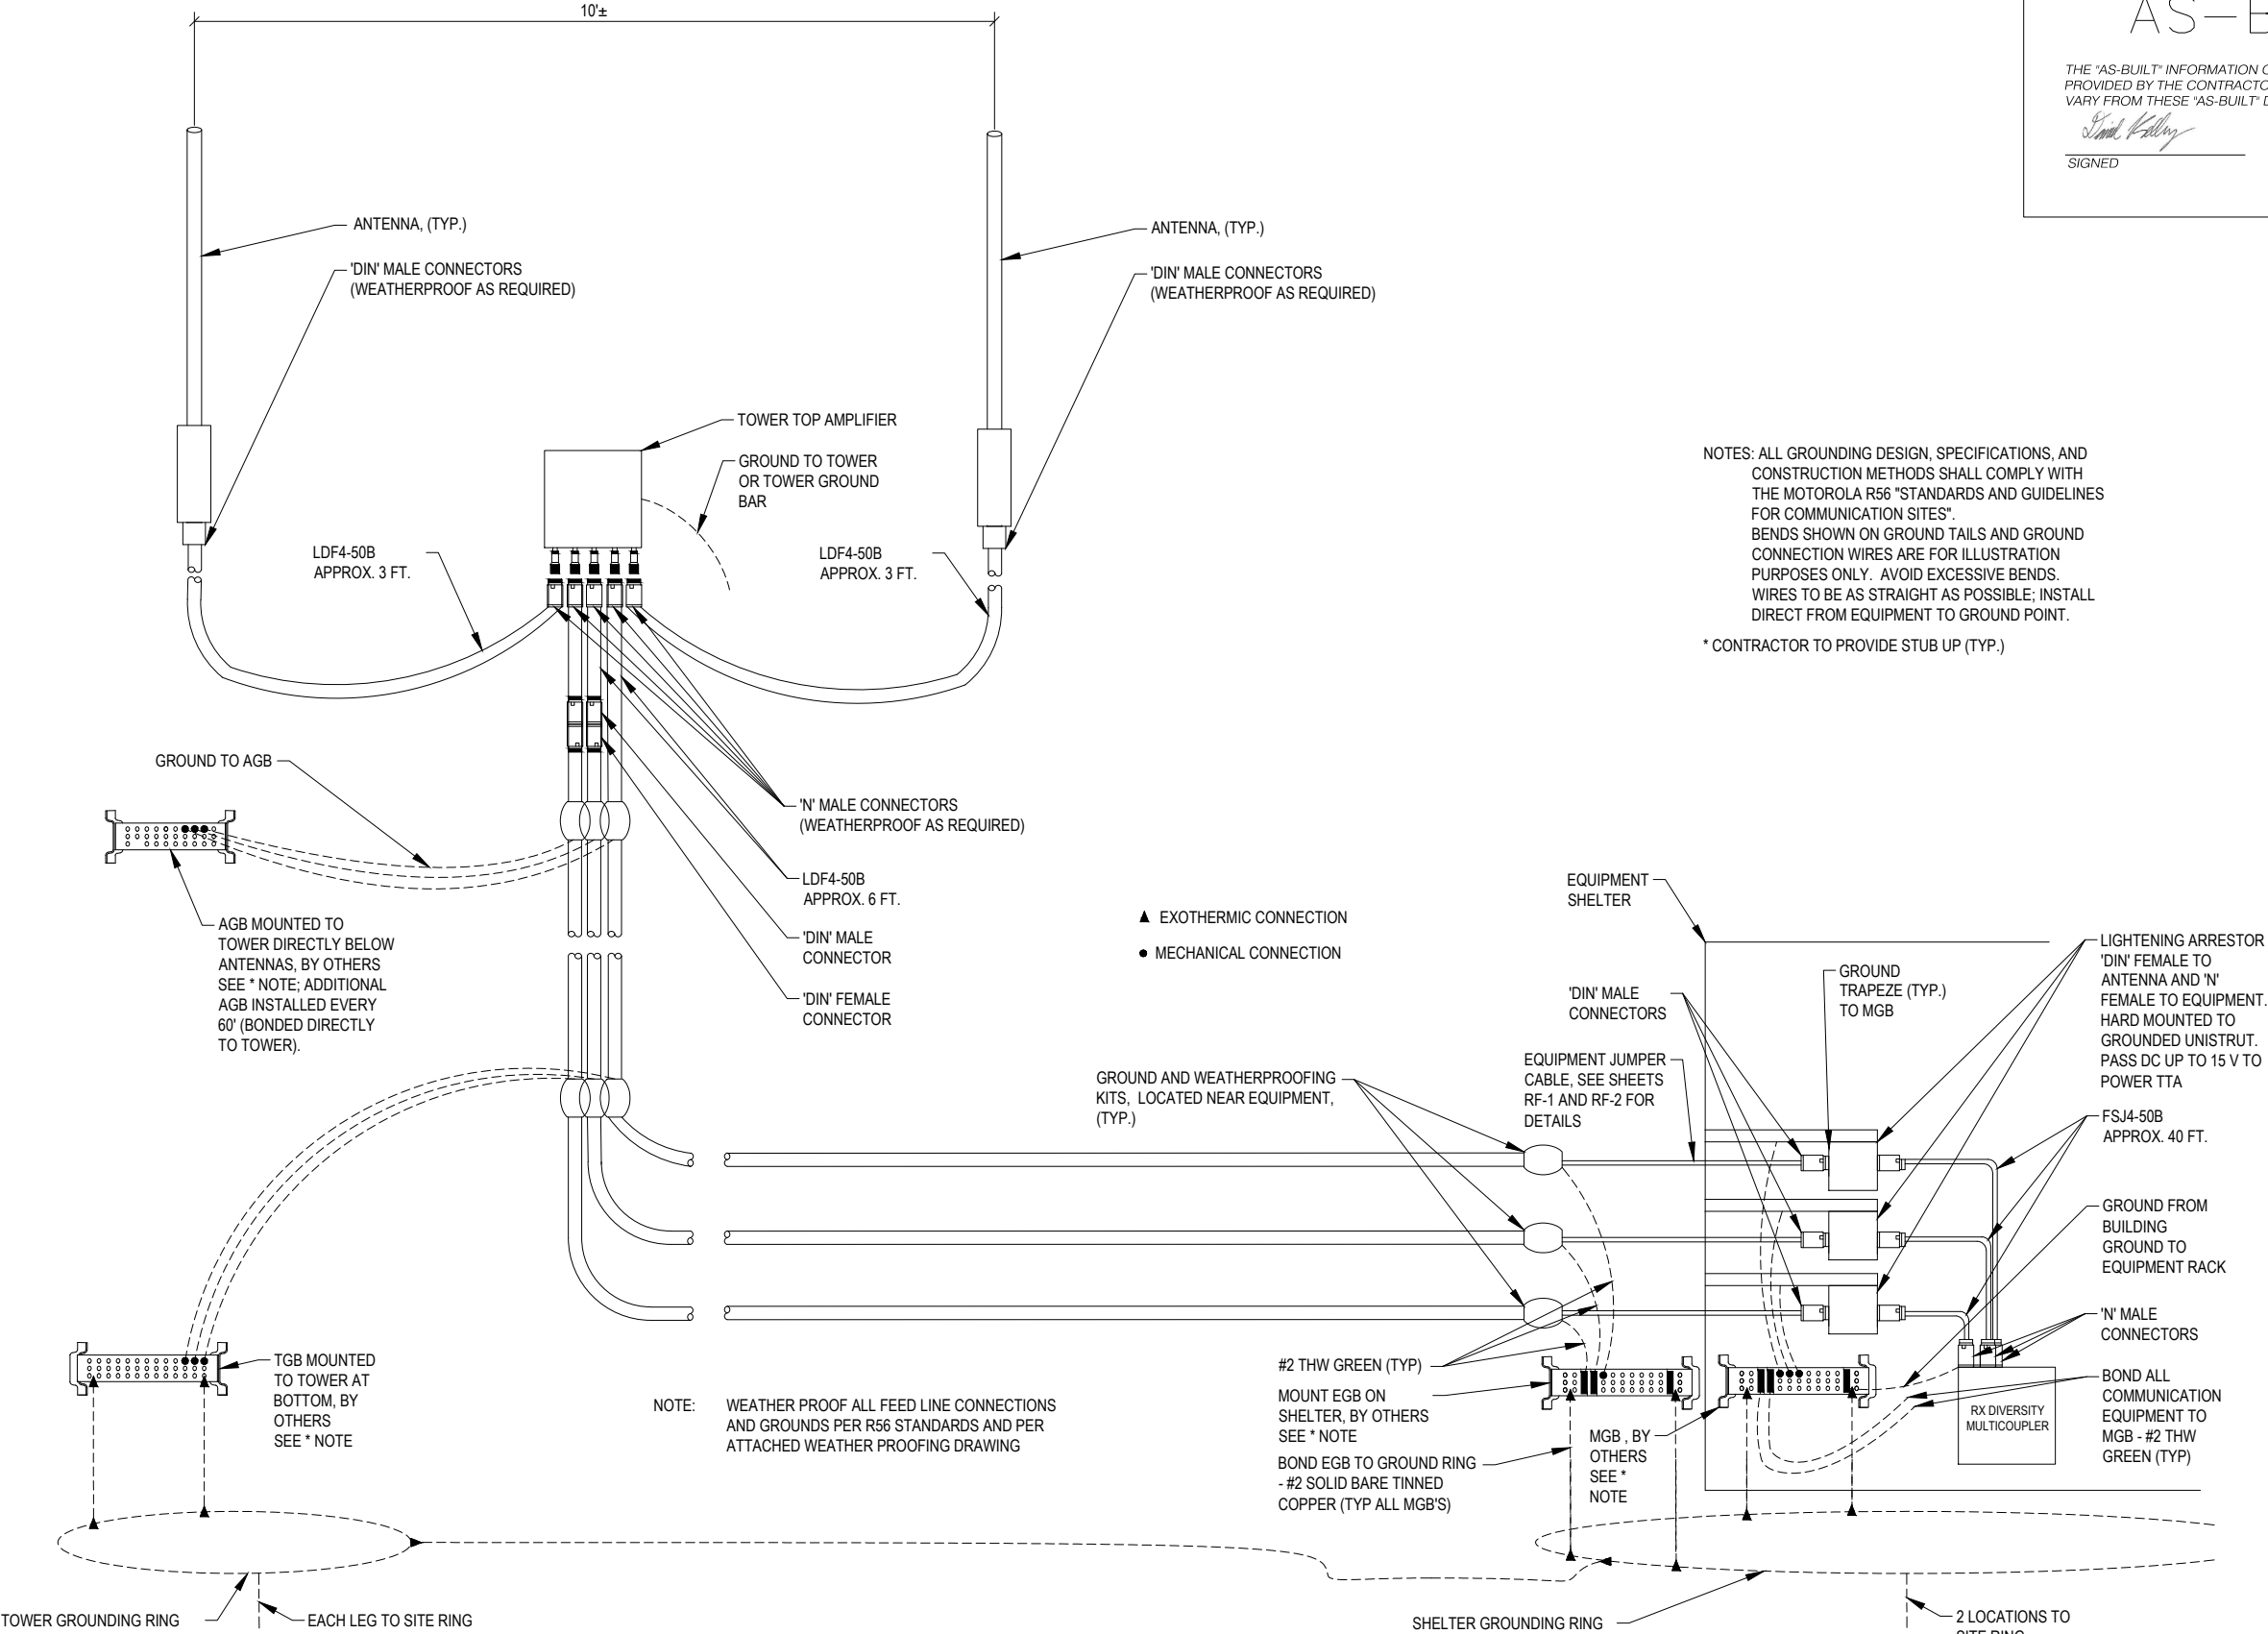 10'±
AS-B
THE "AS-BUILT" INFORMATION
PROVIDED BY THE
VARY FROM THESE "AS-BUILT"
SIGNED
ANTENNA, (TYP.)
'DIN' MALE CONNECTORS
(WEATHERPROOF AS REQUIRED)
ANTENNA, (TYP.)
'DIN' MALE CONNECTORS
(WEATHERPROOF AS REQUIRED)
TOWER TOP AMPLIFIER
GROUND TO TOWER
OR TOWER GROUND
BAR
LDF4-50B
APPROX. 3 FT.
LDF4-50B
APPROX. 3 FT.
NOTES: ALL GROUNDING DESIGN, SPECIFICATIONS, AND
CONSTRUCTION METHODS SHALL COMPLY WITH
THE MOTOROLA R56 "STANDARDS AND GUIDELINES
FOR COMMUNICATION SITES".
BENDS SHOWN ON GROUND TAILS AND GROUND
CONNECTION WIRES ARE FOR ILLUSTRATION
PURPOSES ONLY. AVOID EXCESSIVE BENDS.
WIRES TO BE AS STRAIGHT AS POSSIBLE; INSTALL
DIRECT FROM EQUIPMENT TO GROUND POINT.
* CONTRACTOR TO PROVIDE STUB UP (TYP.)
GROUND TO AGB
'N' MALE CONNECTORS
(WEATHERPROOF AS REQUIRED)
LDF4-50B
APPROX. 6 FT.
'DIN' MALE
CONNECTOR
'DIN' FEMALE
CONNECTOR
AGB MOUNTED TO
TOWER DIRECTLY BELOW
ANTENNAS, BY OTHERS
SEE * NOTE; ADDITIONAL
AGB INSTALLED EVERY
60' (BONDED DIRECTLY
TO TOWER).
▲ EXOTHERMIC CONNECTION
● MECHANICAL CONNECTION
EQUIPMENT
SHELTER
GROUND
TRAPEZE (TYP.)
TO MGB
LIGHTENING ARRESTOR
'DIN' FEMALE TO
ANTENNA AND 'N'
FEMALE TO EQUIPMENT.
HARD MOUNTED TO
GROUNDED UNISTRUT.
PASS DC UP TO 15 V TO
POWER TTA
'DIN' MALE
CONNECTORS
EQUIPMENT JUMPER
CABLE, SEE SHEETS
RF-1 AND RF-2 FOR
DETAILS
GROUND AND WEATHERPROOFING
KITS, LOCATED NEAR EQUIPMENT,
(TYP.)
FSJ4-50B
APPROX. 40 FT.
GROUND FROM
BUILDING
GROUND TO
EQUIPMENT RACK
'N' MALE
CONNECTORS
BOND ALL
COMMUNICATION
EQUIPMENT TO
MGB - #2 THW
GREEN (TYP)
RX DIVERSITY
MULTICOUPLER
TGB MOUNTED
TO TOWER AT
BOTTOM, BY
OTHERS
SEE * NOTE
NOTE: WEATHER PROOF ALL FEED LINE CONNECTIONS
AND GROUNDS PER R56 STANDARDS AND PER
ATTACHED WEATHER PROOFING DRAWING
#2 THW GREEN (TYP)
MOUNT EGB ON
SHELTER, BY OTHERS
SEE * NOTE
BOND EGB TO GROUND RING
- #2 SOLID BARE TINNED
COPPER (TYP ALL MGB'S)
MGB , BY
OTHERS
SEE *
NOTE
TOWER GROUNDING RING
EACH LEG TO SITE RING
SHELTER GROUNDING RING
2 LOCATIONS TO
SITE RING